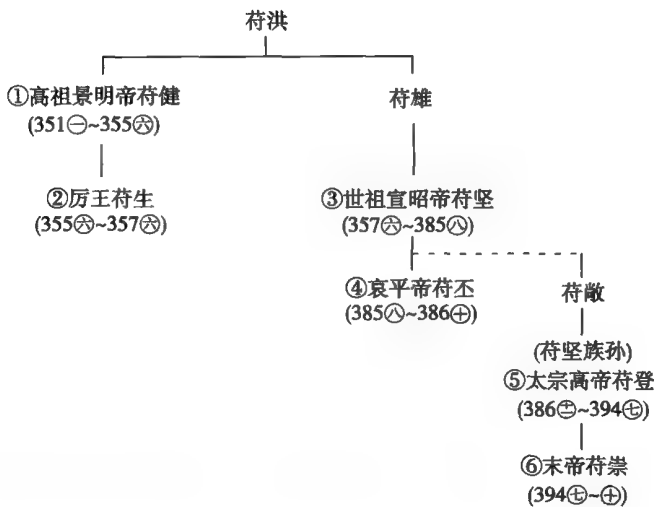 苻洪
①高祖景明帝苻健
(351㊀~355㊅)
苻雄
②厉王苻生
(355㊅~357㊅)
③世祖宣昭帝苻坚
(357㊅~385㊇)
④哀平帝苻丕
(385㊇~386㊉)
苻敞
(苻坚族孙)
⑤太宗高帝苻登
(386十二~394㊆)
⑥末帝苻崇
(394㊆~㊉)